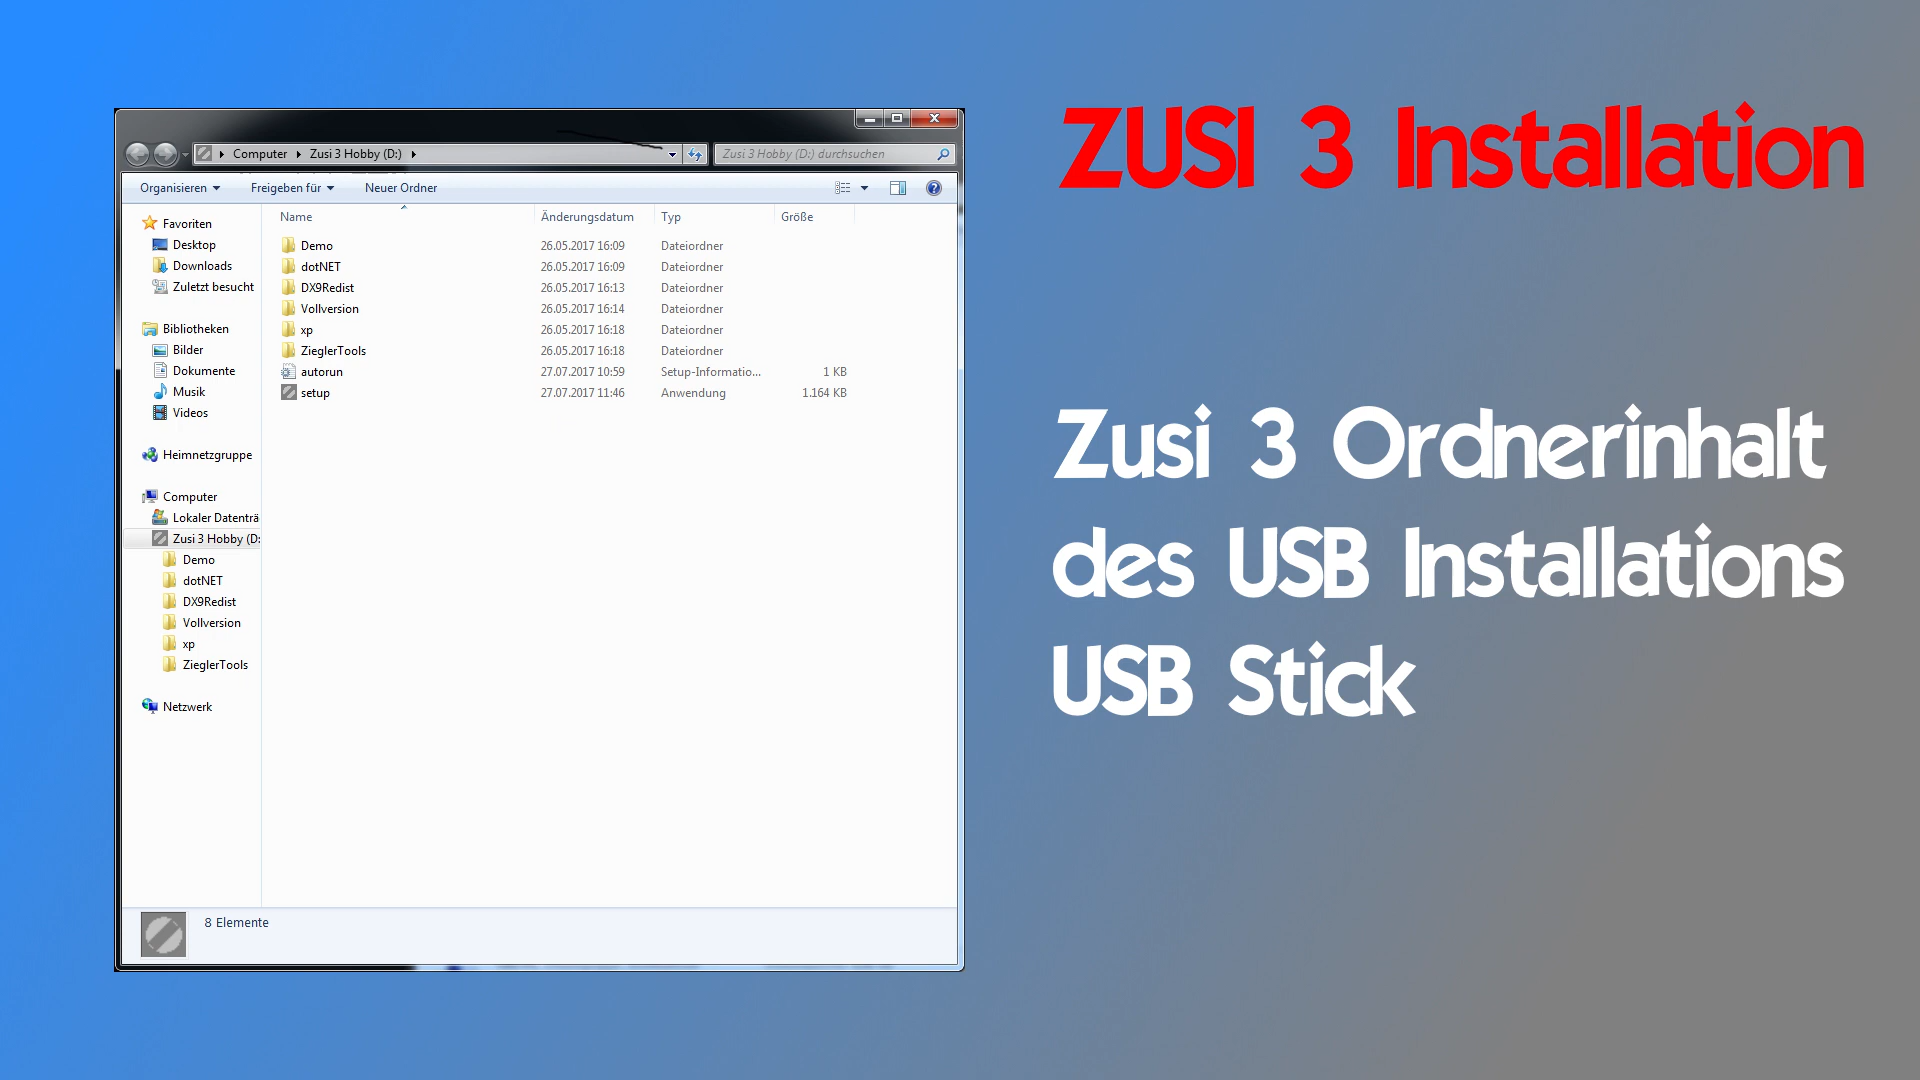 ZUSI 3 Installation
Zusi 3 Ordnerinhalt
des USB Installations
USB Stick
Computer Zusi 3 Hobby (D:)
Zusi 3 Hobby (D:) durchsuchen
Organisieren Freigeben für Neuer Ordner
Favoriten
Desktop
Downloads
Zuletzt besucht
Bibliotheken
Bilder
Dokumente
Musik
Videos
Heimnetzgruppe
Computer
Lokaler Datenträ
Zusi 3 Hobby (D:
Demo
dotNET
DX9Redist
Vollversion
xp
ZieglerTools
Netzwerk
Name Änderungsdatum Typ Größe
Demo 26.05.2017 16:09 Dateiordner
dotNET 26.05.2017 16:09 Dateiordner
DX9Redist 26.05.2017 16:13 Dateiordner
Vollversion 26.05.2017 16:14 Dateiordner
xp 26.05.2017 16:18 Dateiordner
ZieglerTools 26.05.2017 16:18 Dateiordner
autorun 27.07.2017 10:59 Setup-Informatio... 1 KB
setup 27.07.2017 11:46 Anwendung 1.164 KB
8 Elemente